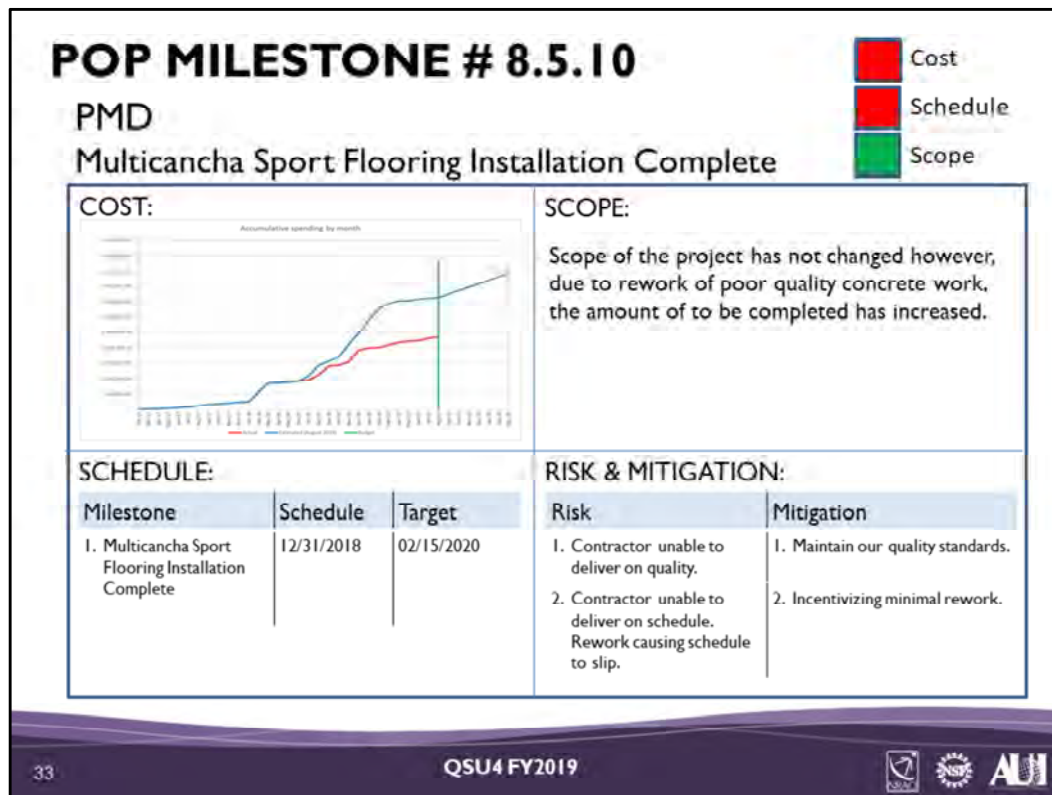 POP MILESTONE # 8.5.10
Cost
Schedule
Scope
PMD
Multicancha Sport Flooring Installation Complete
COST:
Accumulative spending by month
Actual
Budget
SCOPE:
Scope of the project has not changed however,
due to rework of poor quality concrete work,
the amount of to be completed has increased.
SCHEDULE:
Milestone Schedule Target
1. Multicancha Sport 12/31/2018 02/15/2020
Flooring Installation
Complete
RISK & MITIGATION:
Risk Mitigation
1. Contractor unable to 1. Maintain our quality standards.
deliver on quality.
2. Contractor unable to 2. Incentivizing minimal rework.
deliver on schedule.
Rework causing schedule
to slip.
33
QSU4 FY2019
NRAO
NSF
AUI